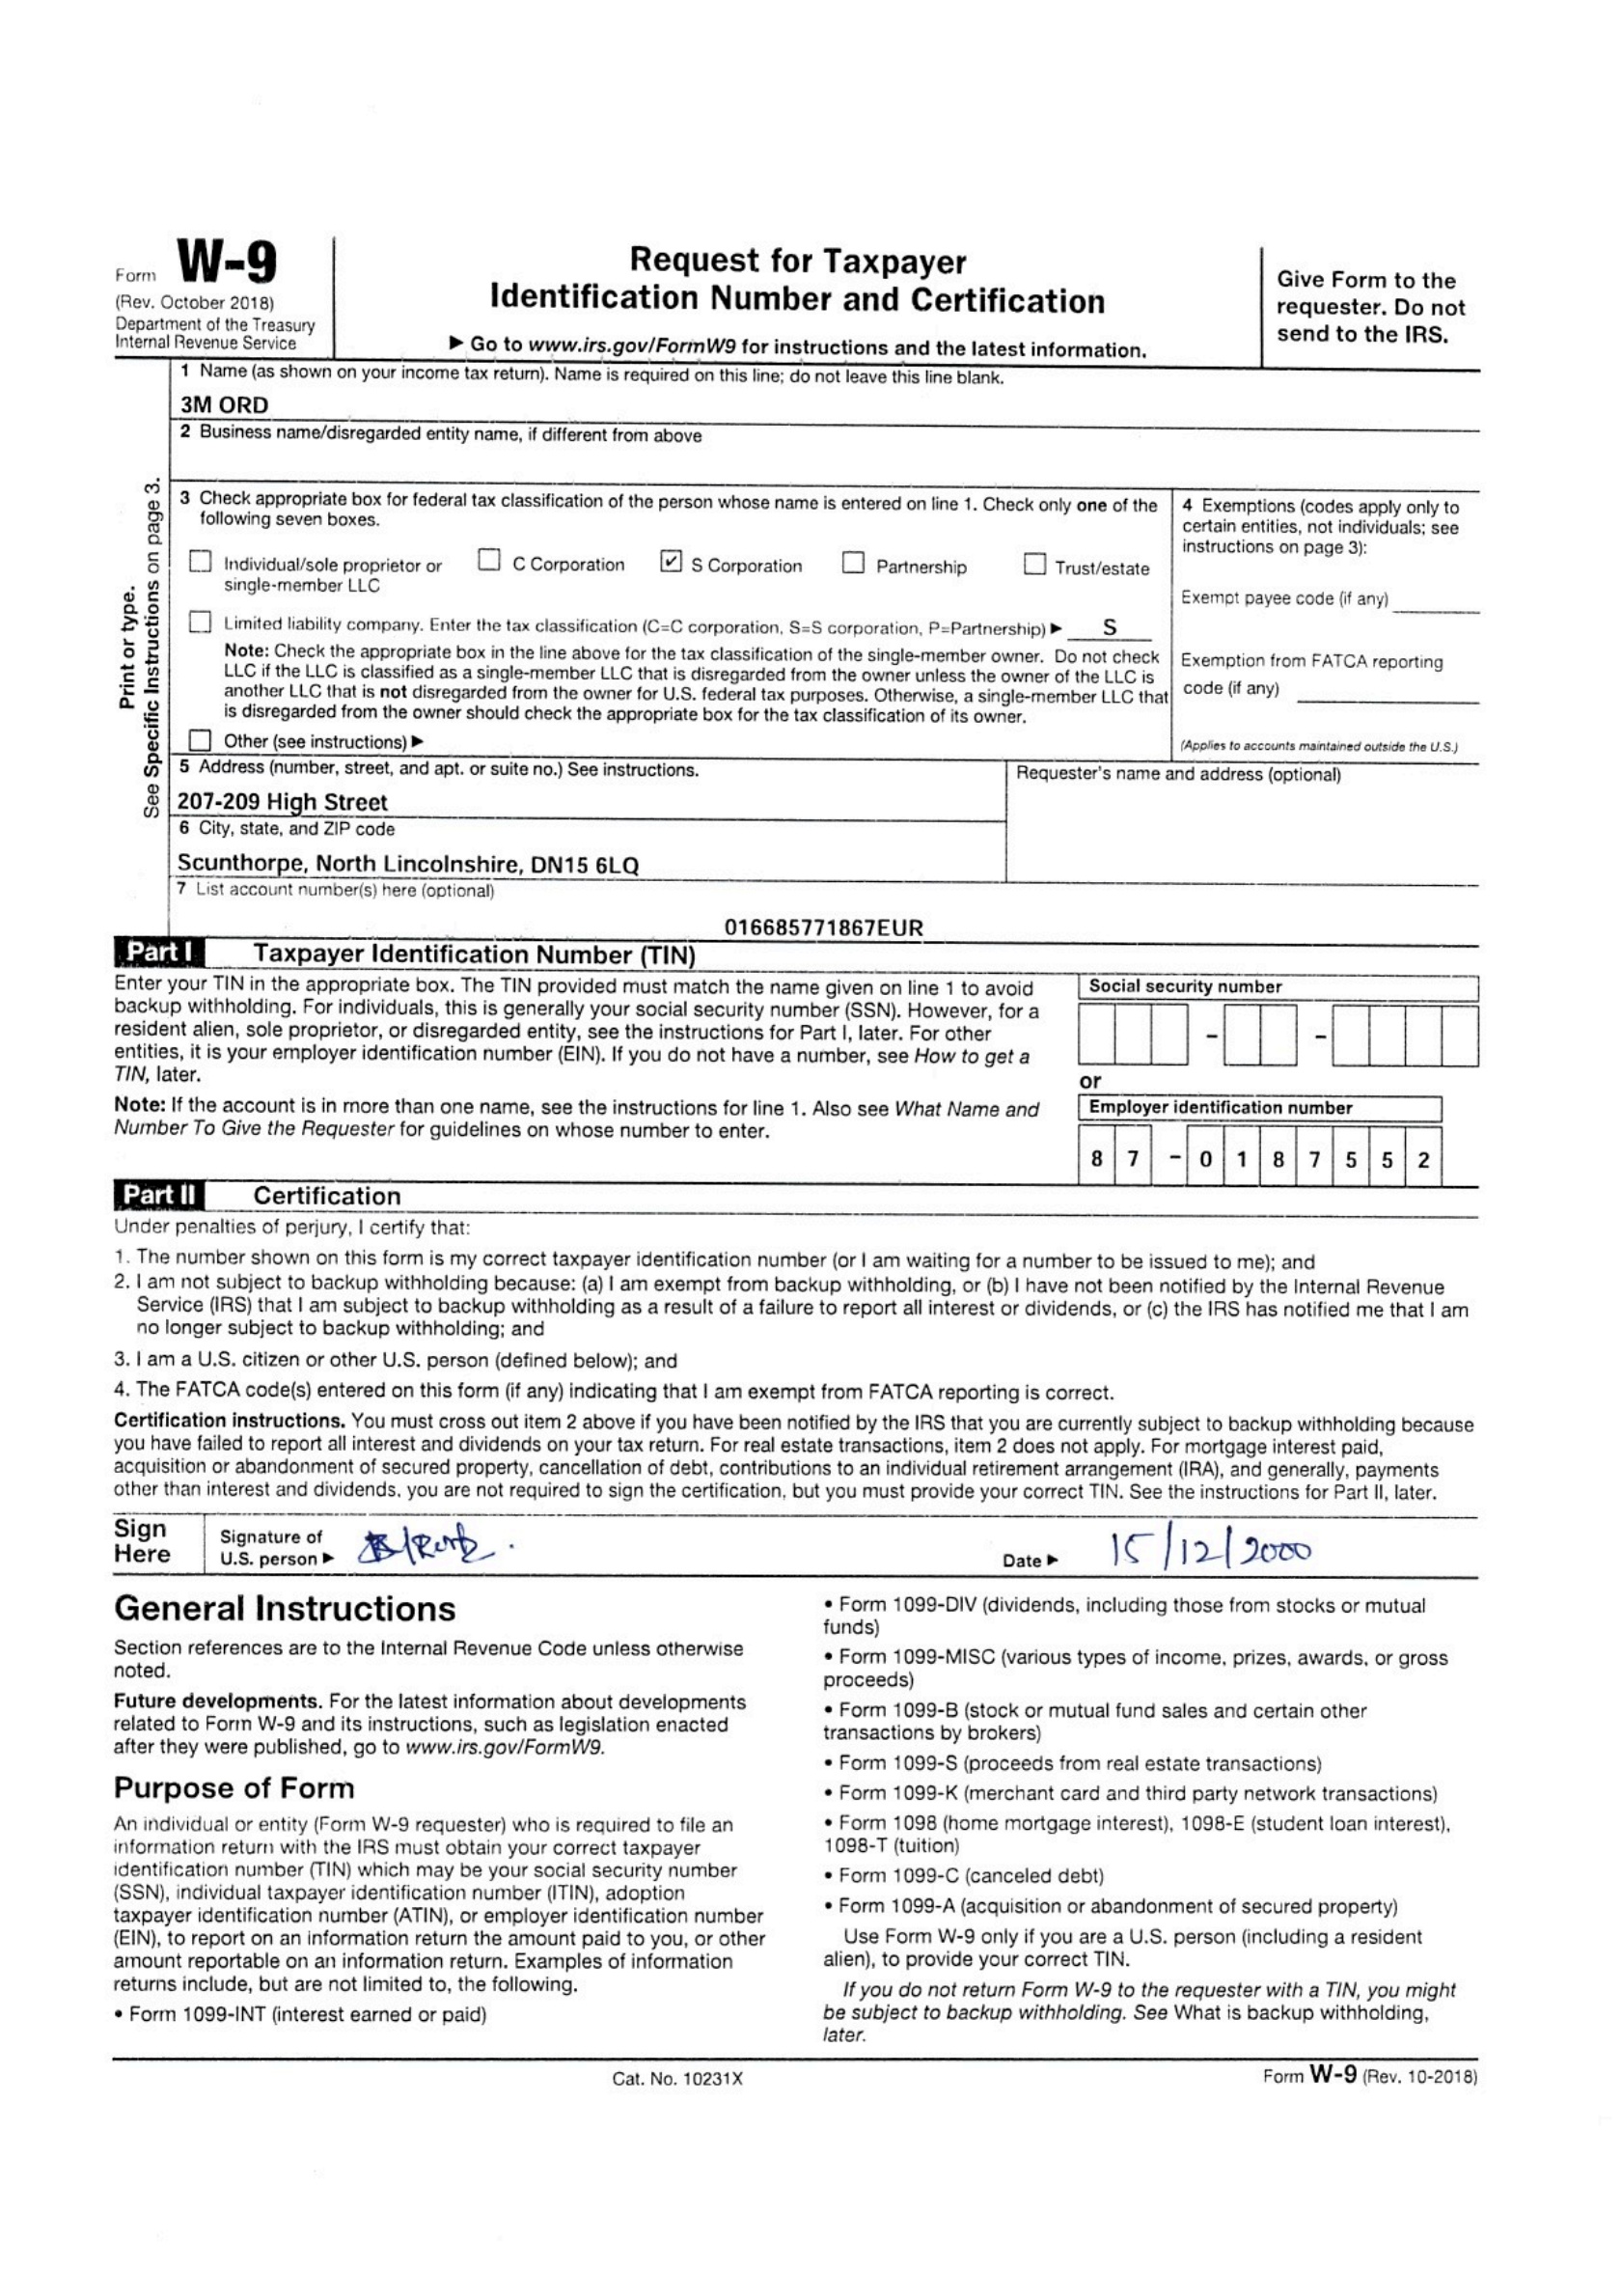 Form W-9
(Rev. October 2018)
Department of the Treasury
Internal Revenue Service
Request for Taxpayer
Identification Number and Certification
▶ Go to www.irs.gov/FormW9 for instructions and the latest information.
Give Form to the
requester. Do not
send to the IRS.
Print or type.
See Specific Instructions on page 3.
1 Name (as shown on your income tax return). Name is required on this line; do not leave this line blank.
3M ORD
2 Business name/disregarded entity name, if different from above
3 Check appropriate box for federal tax classification of the person whose name is entered on line 1. Check only one of the
following seven boxes.
☐ Individual/sole proprietor or ☐ C Corporation ☑ S Corporation ☐ Partnership ☐ Trust/estate
single-member LLC
☐ Limited liability company. Enter the tax classification (C=C corporation, S=S corporation, P=Partnership) ▶ S
Note: Check the appropriate box in the line above for the tax classification of the single-member owner. Do not check
LLC if the LLC is classified as a single-member LLC that is disregarded from the owner unless the owner of the LLC is
another LLC that is not disregarded from the owner for U.S. federal tax purposes. Otherwise, a single-member LLC that
is disregarded from the owner should check the appropriate box for the tax classification of its owner.
☐ Other (see instructions) ▶
4 Exemptions (codes apply only to
certain entities, not individuals; see
instructions on page 3):
Exempt payee code (if any)
Exemption from FATCA reporting
code (if any)
(Applies to accounts maintained outside the U.S.)
5 Address (number, street, and apt. or suite no.) See instructions.
207-209 High Street
6 City, state, and ZIP code
Scunthorpe, North Lincolnshire, DN15 6LQ
Requester's name and address (optional)
7 List account number(s) here (optional)
016685771867EUR
Part I Taxpayer Identification Number (TIN)
Enter your TIN in the appropriate box. The TIN provided must match the name given on line 1 to avoid
backup withholding. For individuals, this is generally your social security number (SSN). However, for a
resident alien, sole proprietor, or disregarded entity, see the instructions for Part I, later. For other
entities, it is your employer identification number (EIN). If you do not have a number, see How to get a
TIN, later.
Note: If the account is in more than one name, see the instructions for line 1. Also see What Name and
Number To Give the Requester for guidelines on whose number to enter.
Social security number
- -
or
Employer identification number
8 7 - 0 1 8 7 5 5 2
Part II Certification
Under penalties of perjury, I certify that:
1. The number shown on this form is my correct taxpayer identification number (or I am waiting for a number to be issued to me); and
2. I am not subject to backup withholding because: (a) I am exempt from backup withholding, or (b) I have not been notified by the Internal Revenue
Service (IRS) that I am subject to backup withholding as a result of a failure to report all interest or dividends, or (c) the IRS has notified me that I am
no longer subject to backup withholding; and
3. I am a U.S. citizen or other U.S. person (defined below); and
4. The FATCA code(s) entered on this form (if any) indicating that I am exempt from FATCA reporting is correct.
Certification instructions. You must cross out item 2 above if you have been notified by the IRS that you are currently subject to backup withholding because
you have failed to report all interest and dividends on your tax return. For real estate transactions, item 2 does not apply. For mortgage interest paid,
acquisition or abandonment of secured property, cancellation of debt, contributions to an individual retirement arrangement (IRA), and generally, payments
other than interest and dividends, you are not required to sign the certification, but you must provide your correct TIN. See the instructions for Part II, later.
Sign
Here
Signature of
U.S. person ▶
Date ▶ 15/12/2000
General Instructions
Section references are to the Internal Revenue Code unless otherwise
noted.
Future developments. For the latest information about developments
related to Form W-9 and its instructions, such as legislation enacted
after they were published, go to www.irs.gov/FormW9.
Purpose of Form
An individual or entity (Form W-9 requester) who is required to file an
information return with the IRS must obtain your correct taxpayer
identification number (TIN) which may be your social security number
(SSN), individual taxpayer identification number (ITIN), adoption
taxpayer identification number (ATIN), or employer identification number
(EIN), to report on an information return the amount paid to you, or other
amount reportable on an information return. Examples of information
returns include, but are not limited to, the following.
• Form 1099-INT (interest earned or paid)
• Form 1099-DIV (dividends, including those from stocks or mutual
funds)
• Form 1099-MISC (various types of income, prizes, awards, or gross
proceeds)
• Form 1099-B (stock or mutual fund sales and certain other
transactions by brokers)
• Form 1099-S (proceeds from real estate transactions)
• Form 1099-K (merchant card and third party network transactions)
• Form 1098 (home mortgage interest), 1098-E (student loan interest),
1098-T (tuition)
• Form 1099-C (canceled debt)
• Form 1099-A (acquisition or abandonment of secured property)
Use Form W-9 only if you are a U.S. person (including a resident
alien), to provide your correct TIN.
If you do not return Form W-9 to the requester with a TIN, you might
be subject to backup withholding. See What is backup withholding,
later.
Cat. No. 10231X
Form W-9 (Rev. 10-2018)